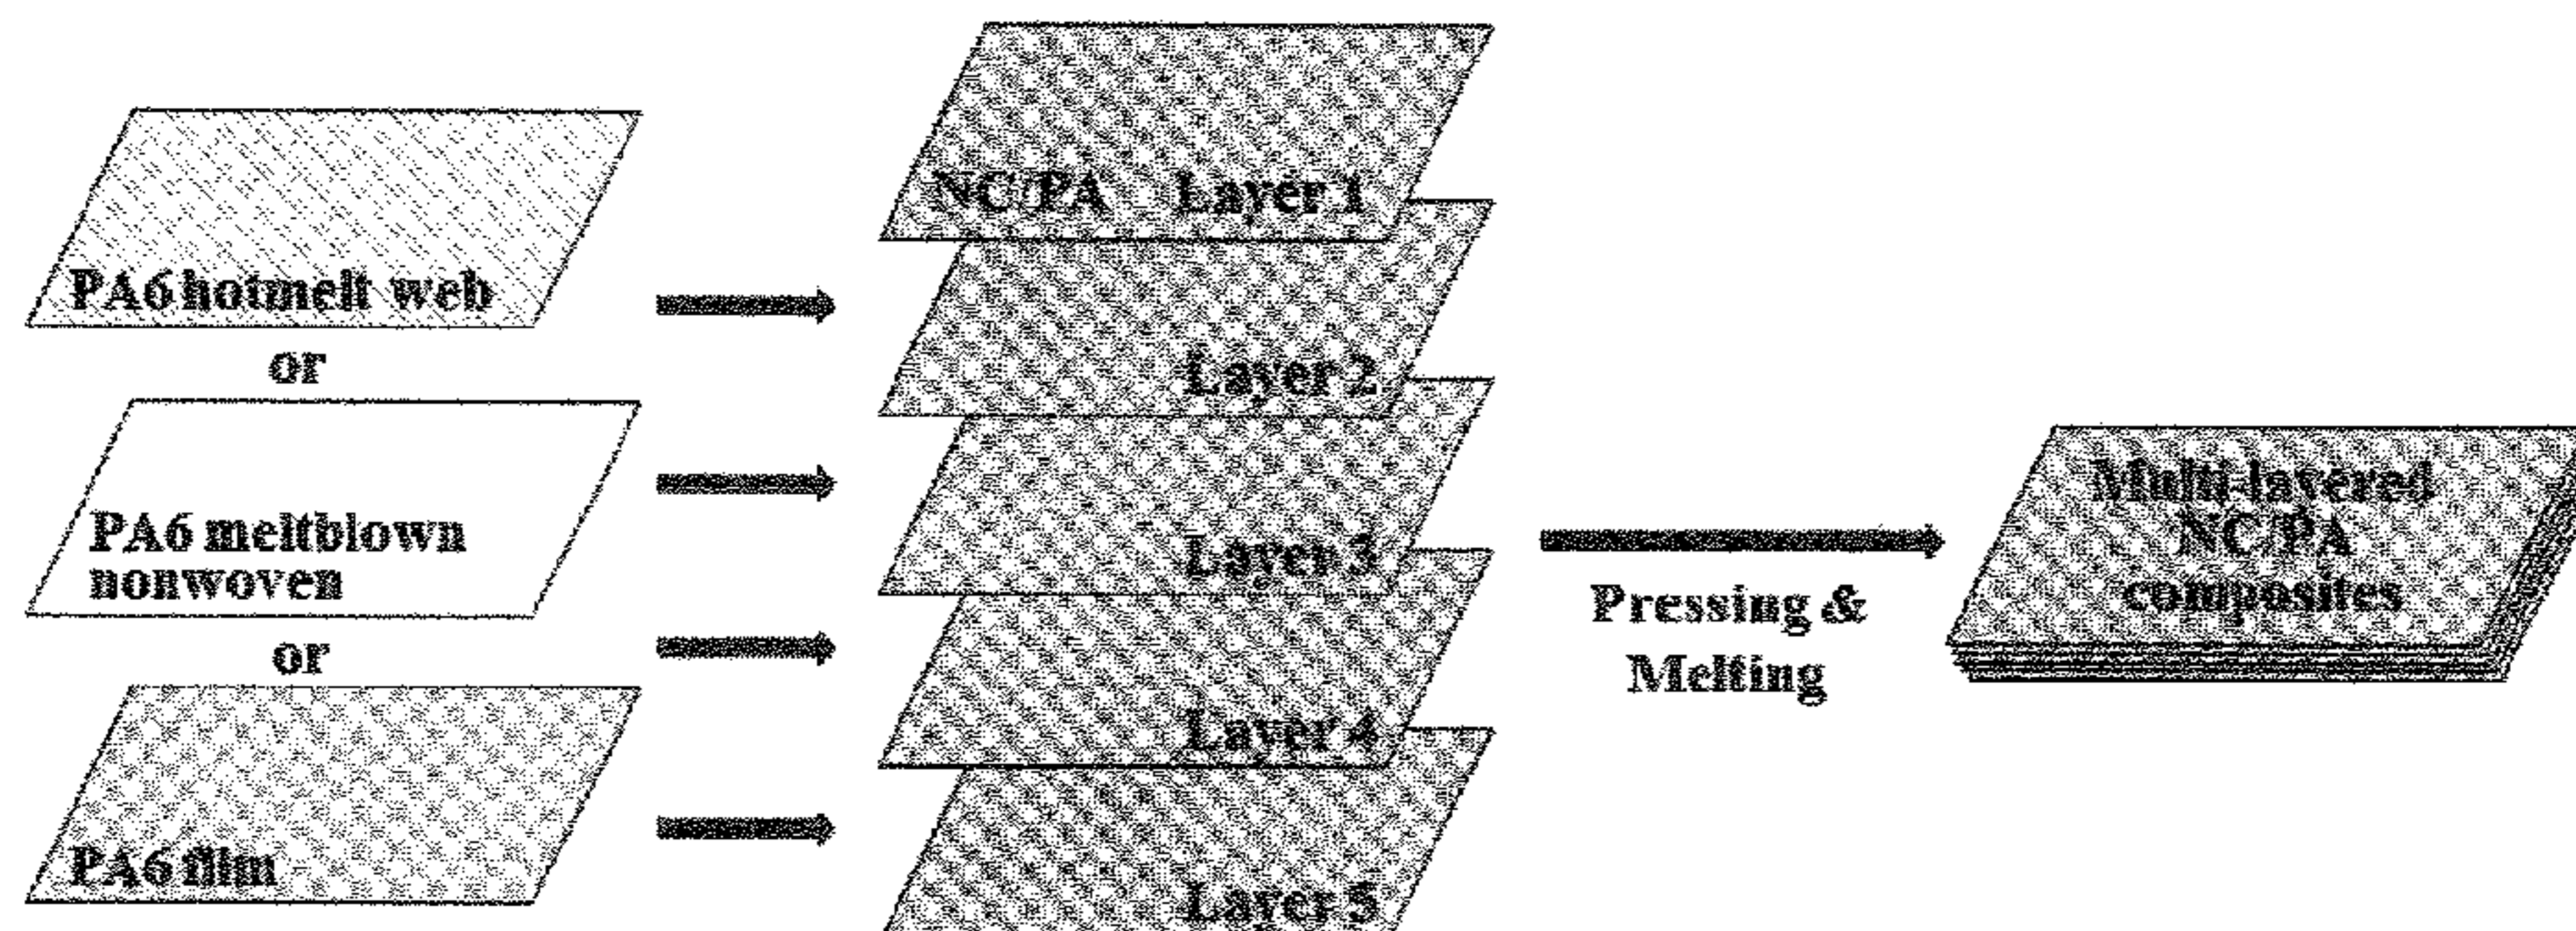 PA6 hotmelt web
or
PA6 meltblown
nonwoven
or
PA6 film
NC/PA Layer 1
Layer 2
Layer 3
Layer 4
Layer 5
Pressing &
Melting
Multi-layered
NC/PA
composites